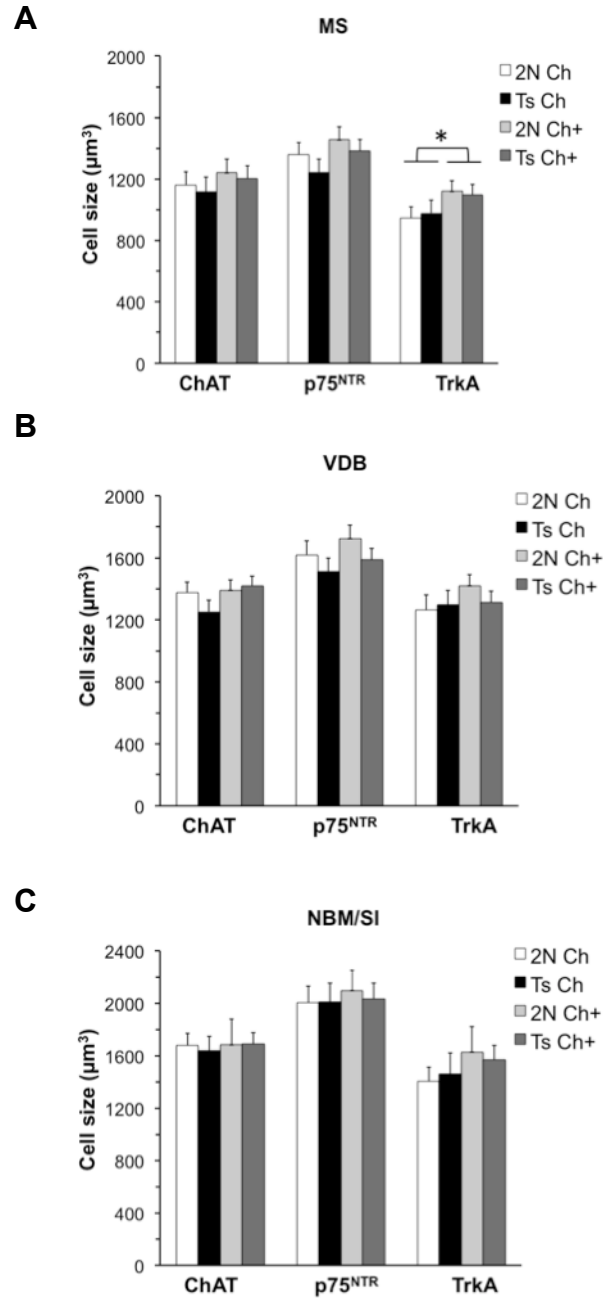 A
MS
2000
1600
1200
800
400
0
Cell size (µm³)
ChAT
p75ᴺᵀᴿ
TrkA
*
2N Ch
Ts Ch
2N Ch+
Ts Ch+
B
VDB
2000
1600
1200
800
400
0
Cell size (µm³)
ChAT
p75ᴺᵀᴿ
TrkA
2N Ch
Ts Ch
2N Ch+
Ts Ch+
C
NBM/SI
2400
2000
1600
1200
800
400
0
Cell size (µm³)
ChAT
p75ᴺᵀᴿ
TrkA
2N Ch
Ts Ch
2N Ch+
Ts Ch+